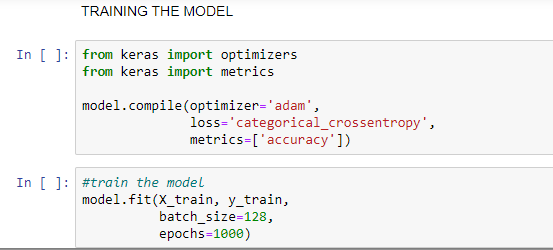 TRAINING THE MODEL
In [ ]: from keras import optimizers
from keras import metrics
model.compile(optimizer='adam',
loss='categorical_crossentropy',
metrics=['accuracy'])
In [ ]: #train the model
model.fit(X_train, y_train,
batch_size=128,
epochs=1000)